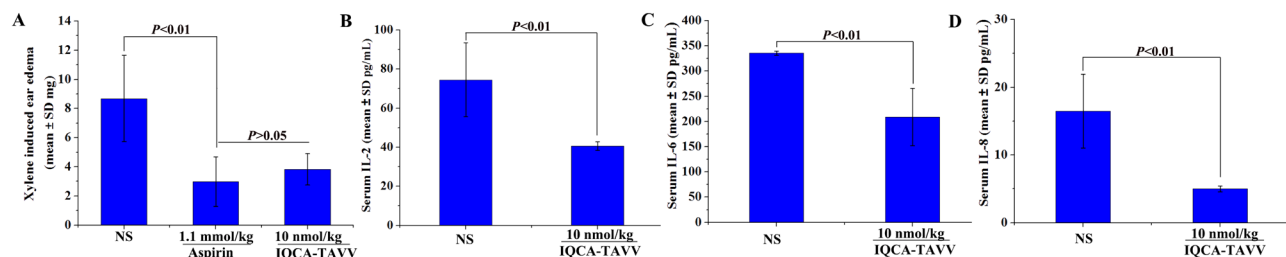 A
Xylene induced ear edema
(mean ± SD mg)
14
12
10
8
6
4
2
0
P<0.01
P>0.05
NS
1.1 mmol/kg
Aspirin
10 nmol/kg
IQCA-TAVV
B
Serum IL-2 (mean ± SD pg/mL)
100
80
60
40
20
0
P<0.01
NS
10 nmol/kg
IQCA-TAVV
C
Serum IL-6 (mean ± SD pg/mL)
400
350
300
250
200
150
100
50
0
P<0.01
NS
10 nmol/kg
IQCA-TAVV
D
Serum IL-8 (mean ± SD pg/mL)
30
25
20
15
10
5
0
P<0.01
NS
10 nmol/kg
IQCA-TAVV